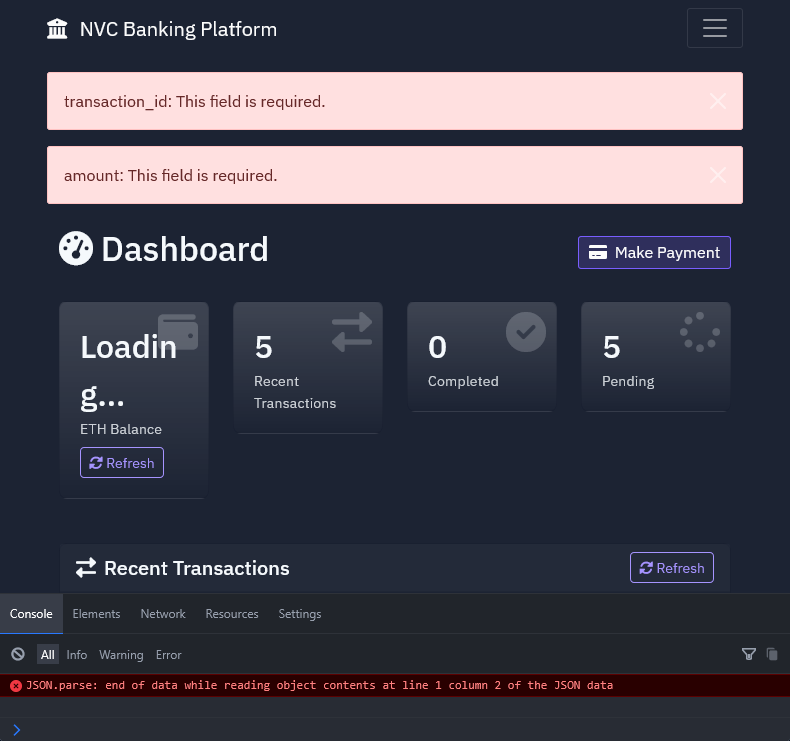 NVC Banking Platform
transaction_id: This field is required.
amount: This field is required.
Dashboard
Make Payment
Loadin
g...
ETH Balance
Refresh
5
Recent
Transactions
0
Completed
5
Pending
Recent Transactions
Refresh
Console Elements Network Resources Settings
All Info Warning Error
JSON.parse: end of data while reading object contents at line 1 column 2 of the JSON data